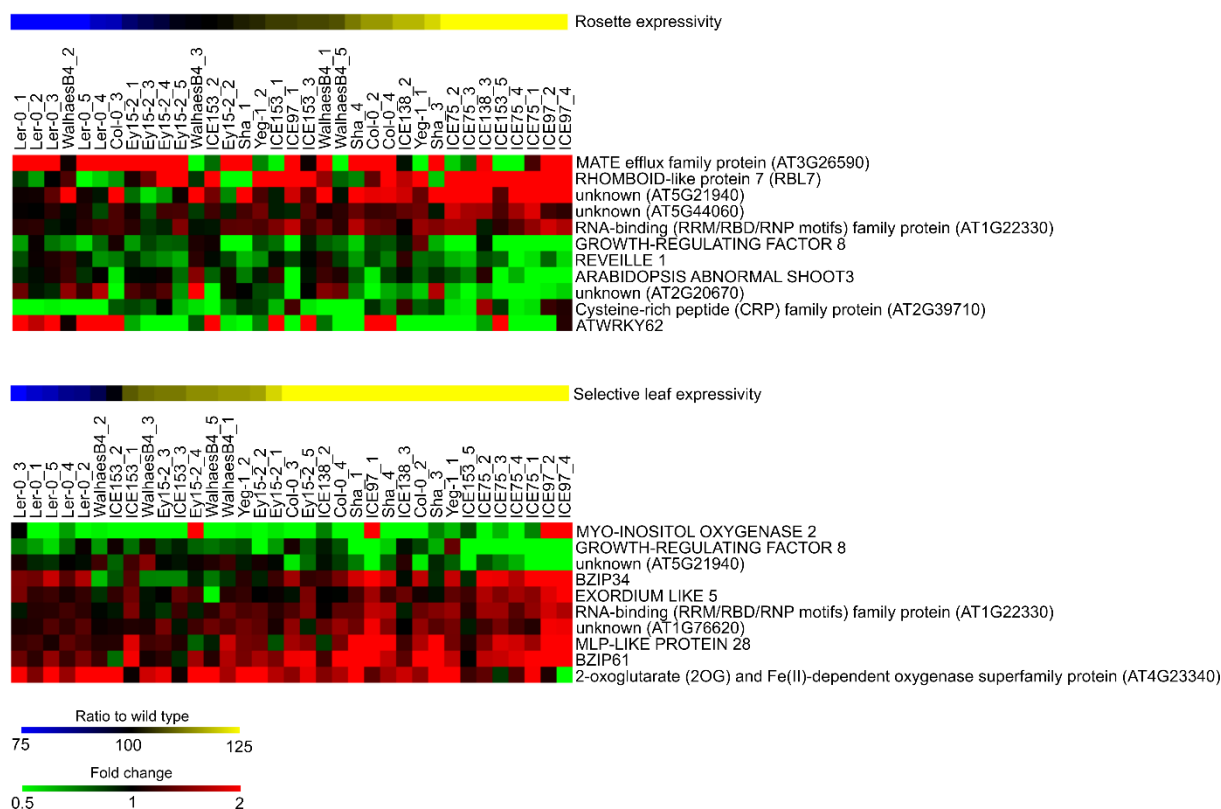 Rosette expressivity
Ler-0_1
Ler-0_2
Ler-0_3
WalhaesB4_2
Ler-0_5
Ler-0_4
Col-0_3
Ey15-2_1
Ey15-2_3
Ey15-2_4
Ey15-2_5
WalhaesB4_3
ICE153_2
Ey15-2_2
Sha_1
Yeg-1_2
ICE153_1
ICE97_1
ICE153_3
WalhaesB4_1
WalhaesB4_5
Sha_4
Col-0_2
Col-0_4
ICE138_2
Yeg-1_1
Sha_3
ICE75_2
ICE75_3
ICE138_3
ICE153_5
ICE75_4
ICE75_1
ICE97_2
ICE97_4
MATE efflux family protein (AT3G26590)
RHOMBOID-like protein 7 (RBL7)
unknown (AT5G21940)
unknown (AT5G44060)
RNA-binding (RRM/RBD/RNP motifs) family protein (AT1G22330)
GROWTH-REGULATING FACTOR 8
REVEILLE 1
ARABIDOPSIS ABNORMAL SHOOT3
unknown (AT2G20670)
Cysteine-rich peptide (CRP) family protein (AT2G39710)
ATWRKY62
Selective leaf expressivity
Ler-0_3
Ler-0_1
Ler-0_5
Ler-0_4
Ler-0_2
WalhaesB4_2
ICE153_2
ICE153_1
WalhaesB4_3
Ey15-2_3
ICE153_3
Ey15-2_4
WalhaesB4_5
WalhaesB4_1
Yeg-1_2
Ey15-2_2
Ey15-2_1
Col-0_3
Ey15-2_5
ICE138_2
Col-0_4
Sha_1
ICE97_1
Sha_4
ICE138_3
Col-0_2
Sha_3
Yeg-1_1
ICE153_5
ICE75_2
ICE75_3
ICE75_4
ICE75_1
ICE97_2
ICE97_4
MYO-INOSITOL OXYGENASE 2
GROWTH-REGULATING FACTOR 8
unknown (AT5G21940)
BZIP34
EXORDIUM LIKE 5
RNA-binding (RRM/RBD/RNP motifs) family protein (AT1G22330)
unknown (AT1G76620)
MLP-LIKE PROTEIN 28
BZIP61
2-oxoglutarate (2OG) and Fe(II)-dependent oxygenase superfamily protein (AT4G23340)
Ratio to wild type
75 100 125
Fold change
0.5 1 2